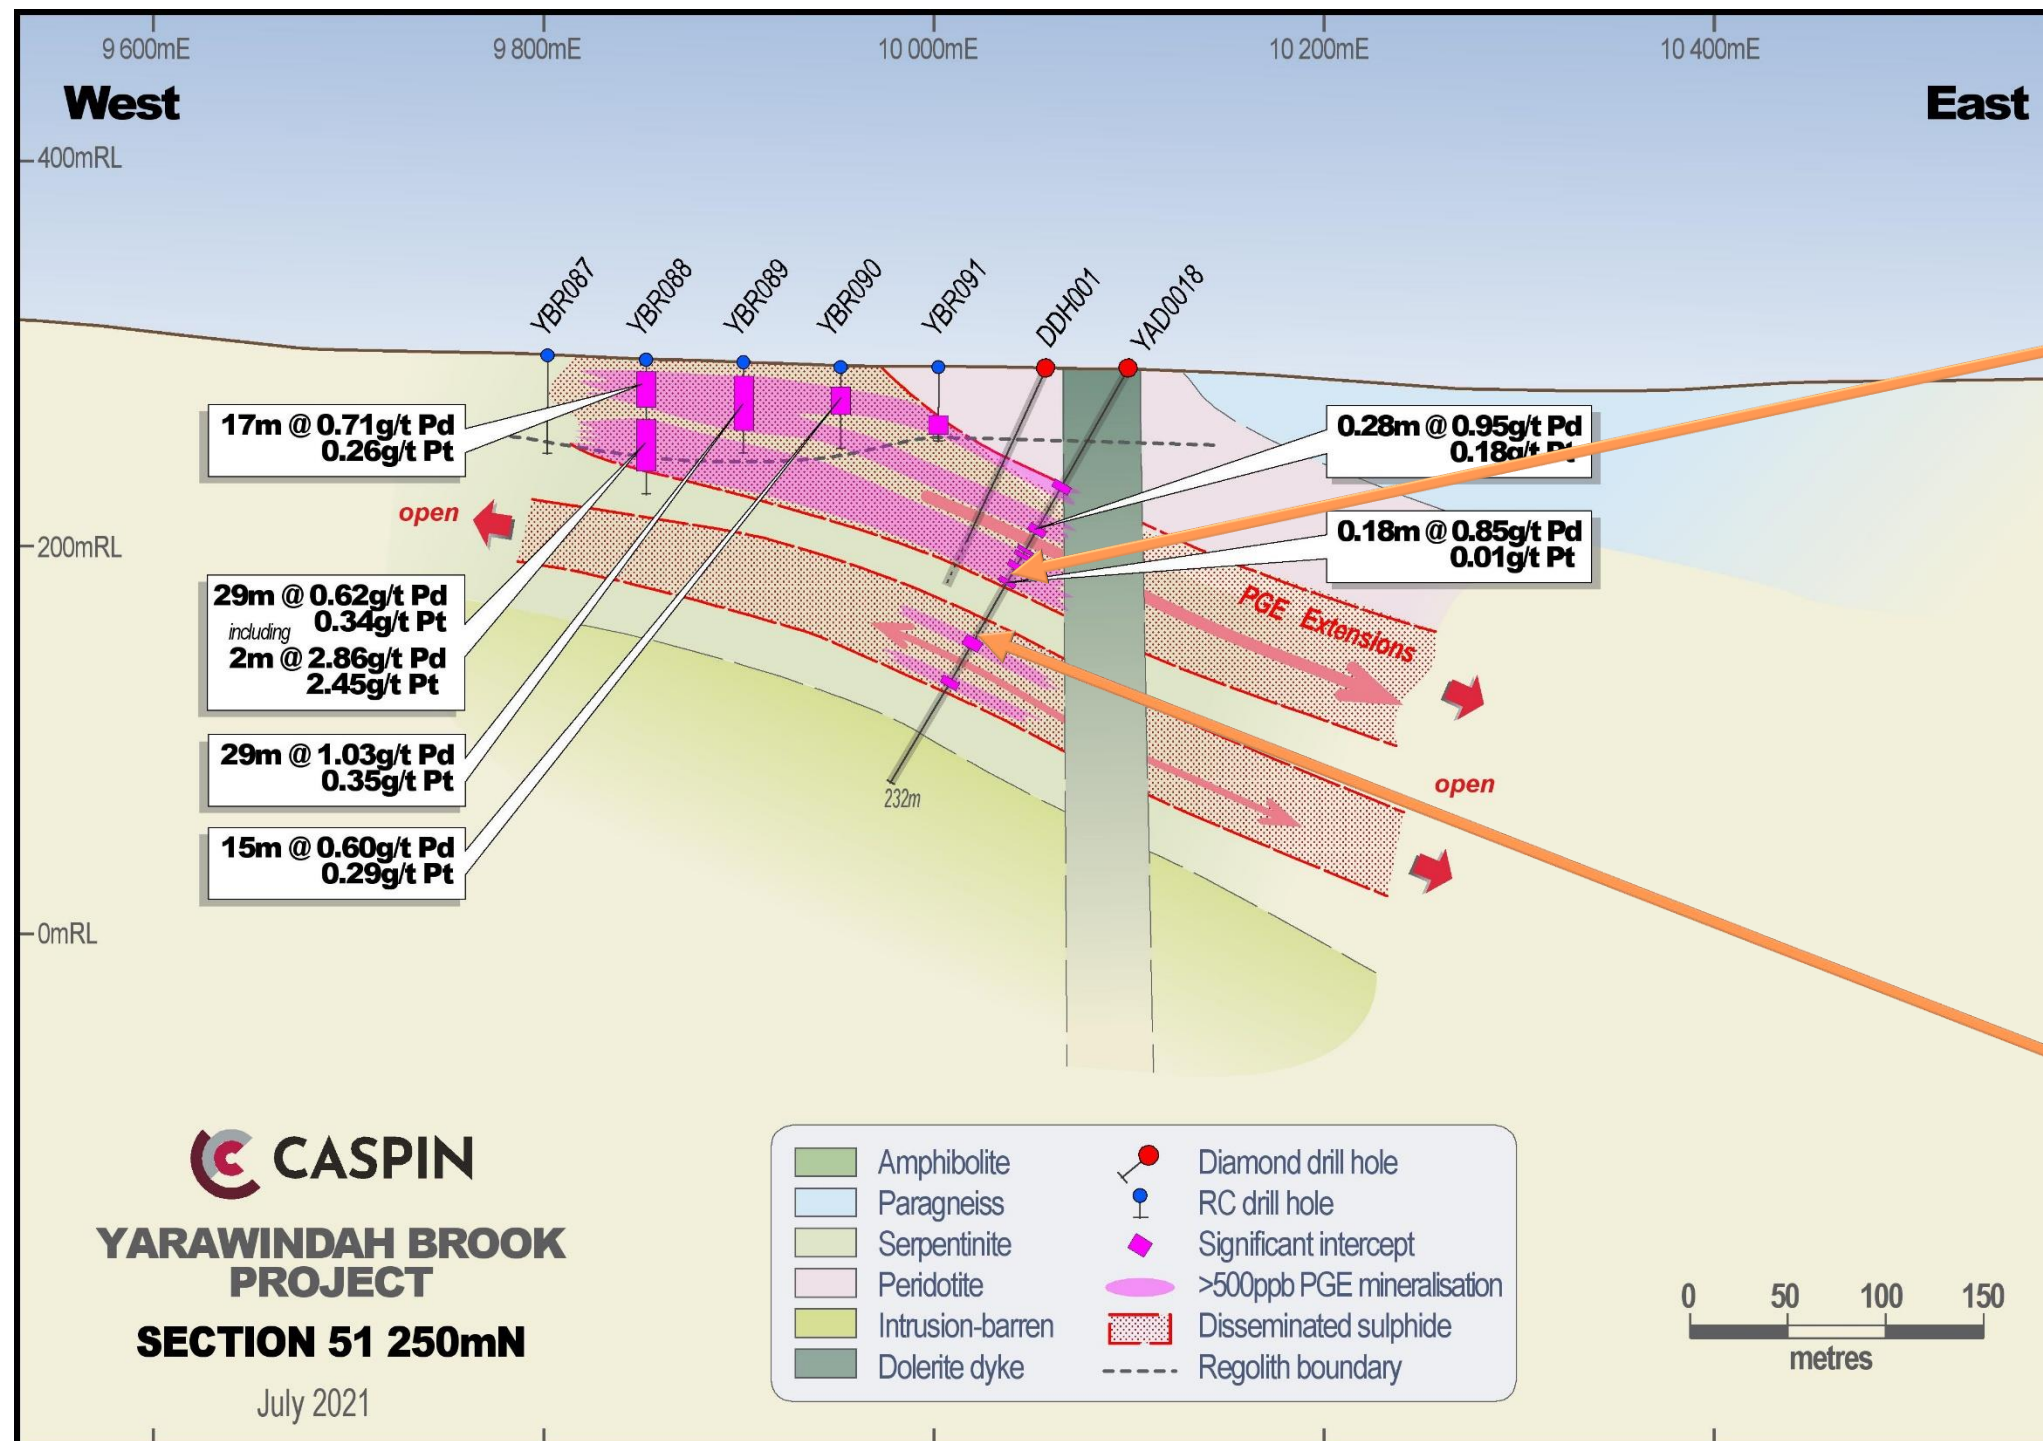 9 600mE
9 800mE
10 000mE
10 200mE
10 400mE
West
East
400mRL
YBR087
YBR088
YBR089
YBR090
YBR091
DDH001
YAD0018
17m @ 0.71g/t Pd
0.26g/t Pt
0.28m @ 0.95g/t Pd
0.18g/t Pt
open
200mRL
0.18m @ 0.85g/t Pd
0.01g/t Pt
29m @ 0.62g/t Pd
including 0.34g/t Pt
2m @ 2.86g/t Pd
2.45g/t Pt
PGE Extensions
29m @ 1.03g/t Pd
0.35g/t Pt
open
232m
15m @ 0.60g/t Pd
0.29g/t Pt
0mRL
CASPIN
YARAWINDAH BROOK
PROJECT
SECTION 51 250mN
July 2021
Amphibolite
Paragneiss
Serpentinite
Peridotite
Intrusion-barren
Dolerite dyke
Diamond drill hole
RC drill hole
Significant intercept
>500ppb PGE mineralisation
Disseminated sulphide
Regolith boundary
0 50 100 150
metres